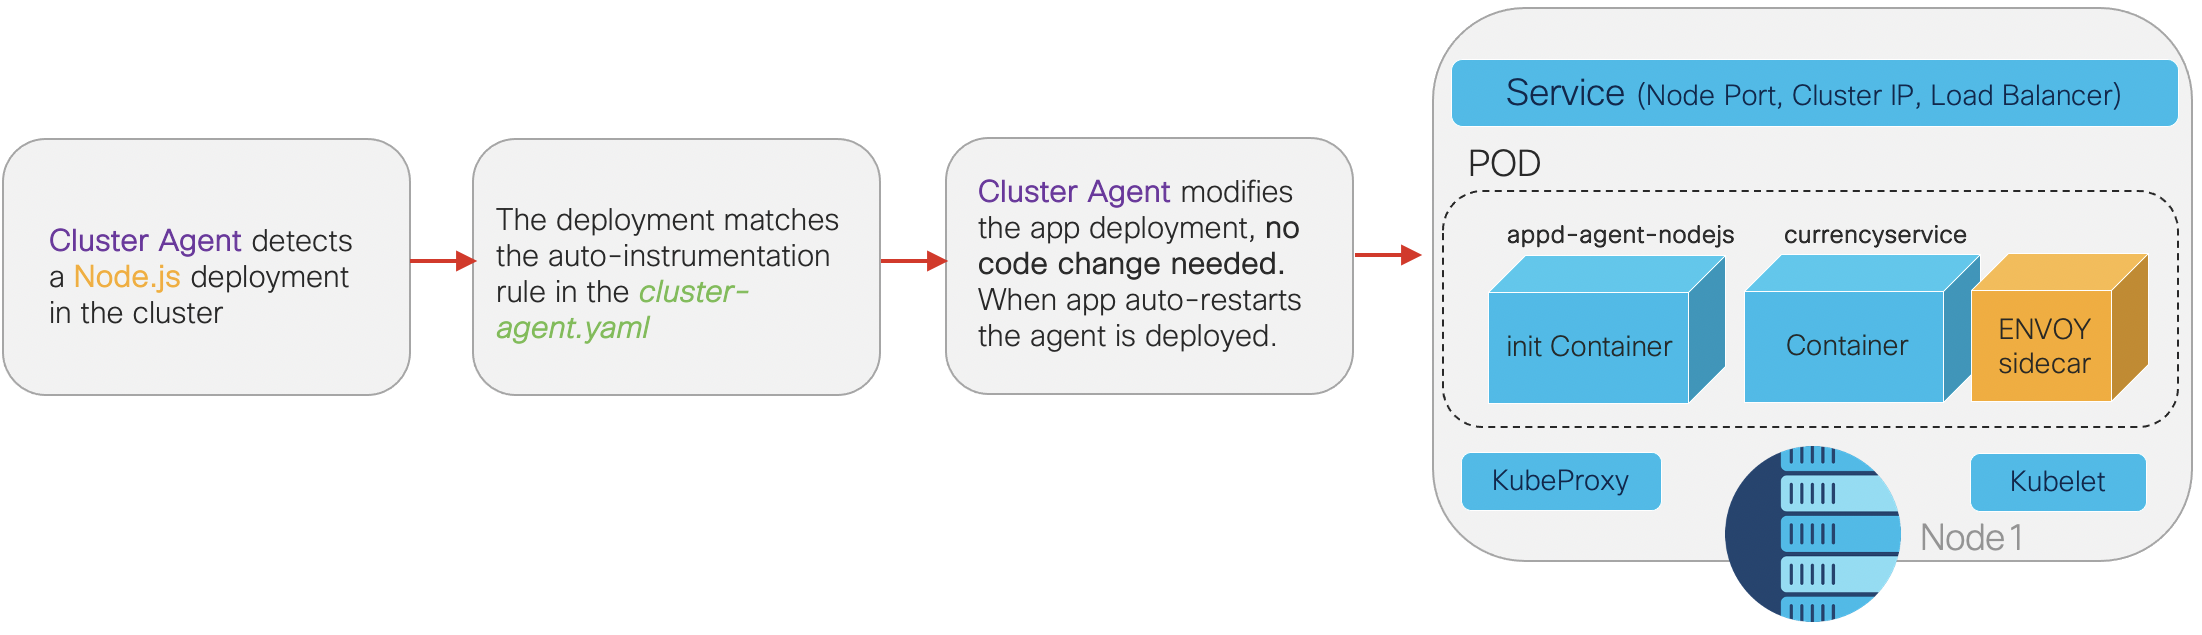 Cluster Agent detects
a Node.js deployment
in the cluster
The deployment matches
the auto-instrumentation
rule in the cluster-
agent.yaml
Cluster Agent modifies
the app deployment, no
code change needed.
When app auto-restarts
the agent is deployed.
Service (Node Port, Cluster IP, Load Balancer)
POD
appd-agent-nodejs
init Container
currencyservice
Container
ENVOY
sidecar
KubeProxy
Kubelet
Node1